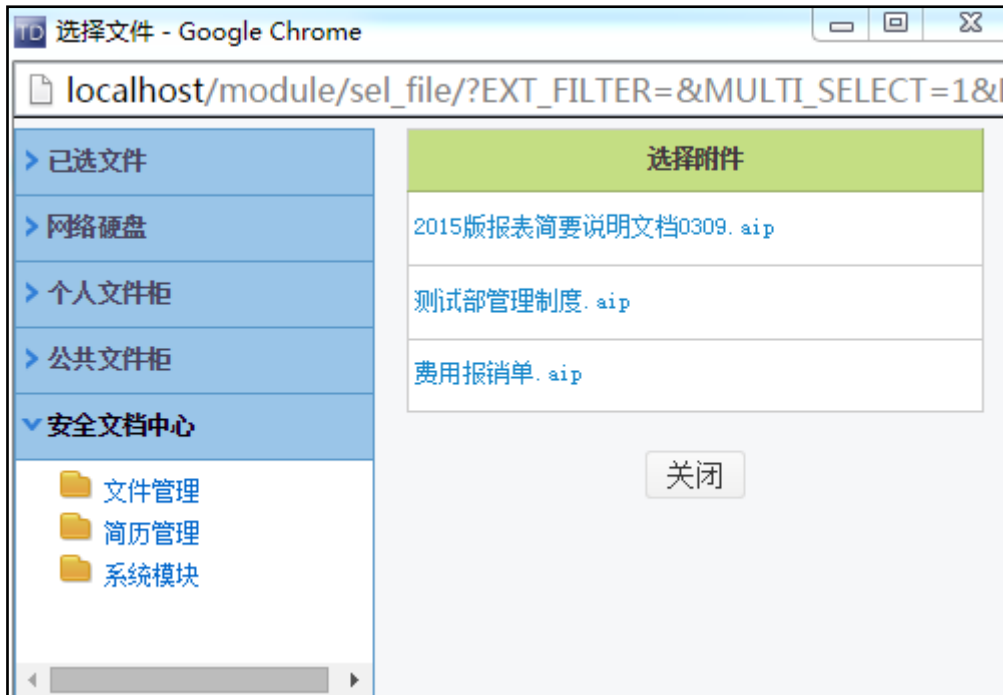 TD 选择文件 - Google Chrome
localhost/module/sel_file/?EXT_FILTER=&MULTI_SELECT=1&
已选文件
网络硬盘
个人文件柜
公共文件柜
安全文档中心
文件管理
简历管理
系统模块
选择附件
2015版报表简要说明文档0309.aip
测试部管理制度.aip
费用报销单.aip
关闭